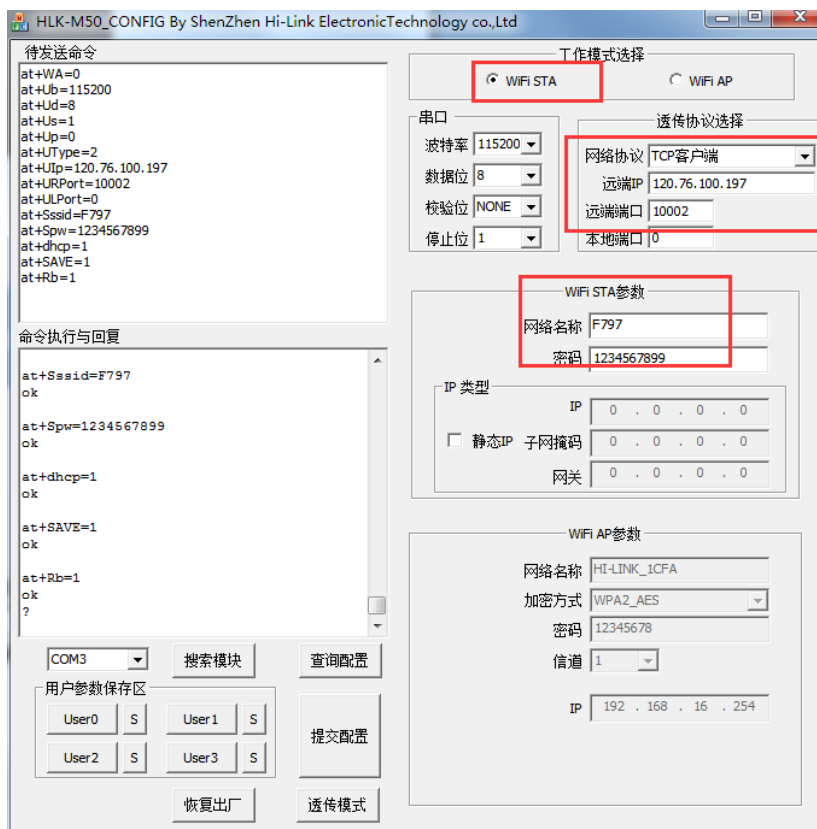 HLK-M50_CONFIG By ShenZhen Hi-Link ElectronicTechnology co.,Ltd
待发送命令
at+WA=0
at+Ub=115200
at+Ud=8
at+Us=1
at+Up=0
at+UType=2
at+UIp=120.76.100.197
at+URPort=10002
at+ULPort=0
at+Sssid=F797
at+Spw=1234567899
at+dhcp=1
at+SAVE=1
at+Rb=1
命令执行与回复
at+Sssid=F797
ok
at+Spw=1234567899
ok
at+dhcp=1
ok
at+SAVE=1
ok
at+Rb=1
ok
?
COM3 搜索模块 查询配置
用户参数保存区
User0 S User1 S
User2 S User3 S
提交配置
恢复出厂 透传模式
工作模式选择
WiFi STA WiFi AP
串口
波特率 115200
数据位 8
校验位 NONE
停止位 1
透传协议选择
网络协议 TCP客户端
远端IP 120.76.100.197
远端端口 10002
本地端口 0
WiFi STA参数
网络名称 F797
密码 1234567899
IP 类型
IP 0 . 0 . 0 . 0
静态IP 子网掩码 0 . 0 . 0 . 0
网关 0 . 0 . 0 . 0
WiFi AP参数
网络名称 HI-LINK_1CFA
加密方式 WPA2_AES
密码 12345678
信道 1
IP 192 . 168 . 16 . 254